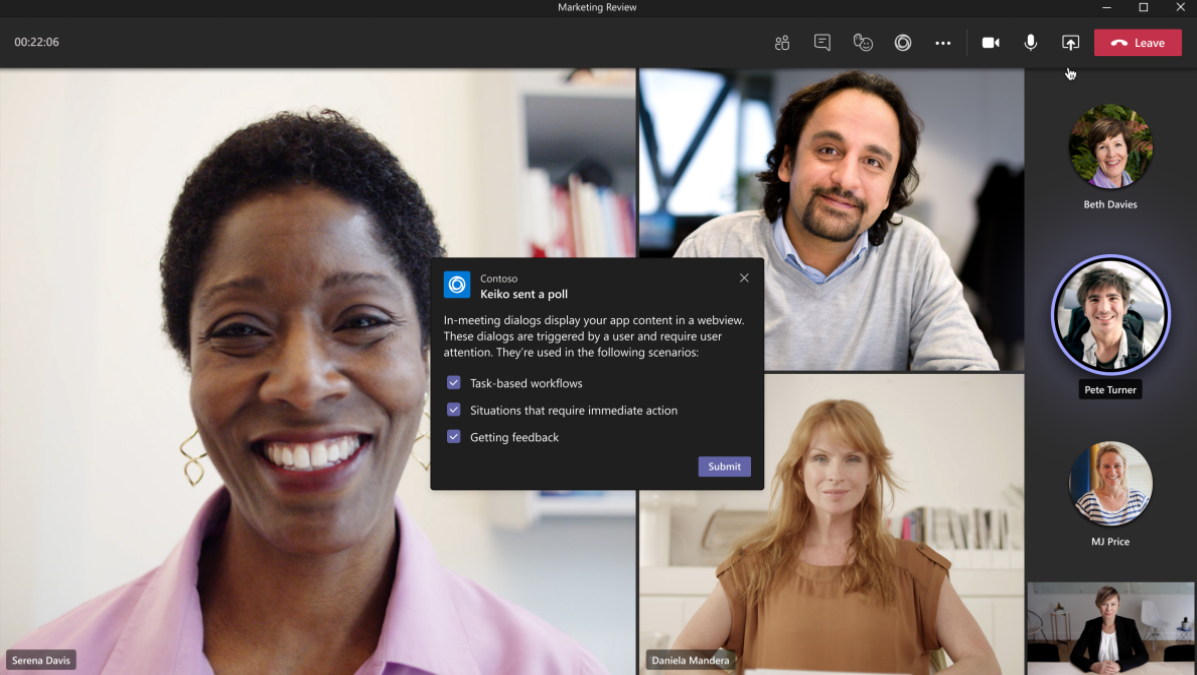 Marketing Review
00:22:06
Leave
Beth Davies
Contoso
Keiko sent a poll
In-meeting dialogs display your app content in a webview.
These dialogs are triggered by a user and require user
attention. They're used in the following scenarios:
Task-based workflows
Situations that require immediate action
Getting feedback
Submit
Pete Turner
MJ Price
Serena Davis
Daniela Mandera